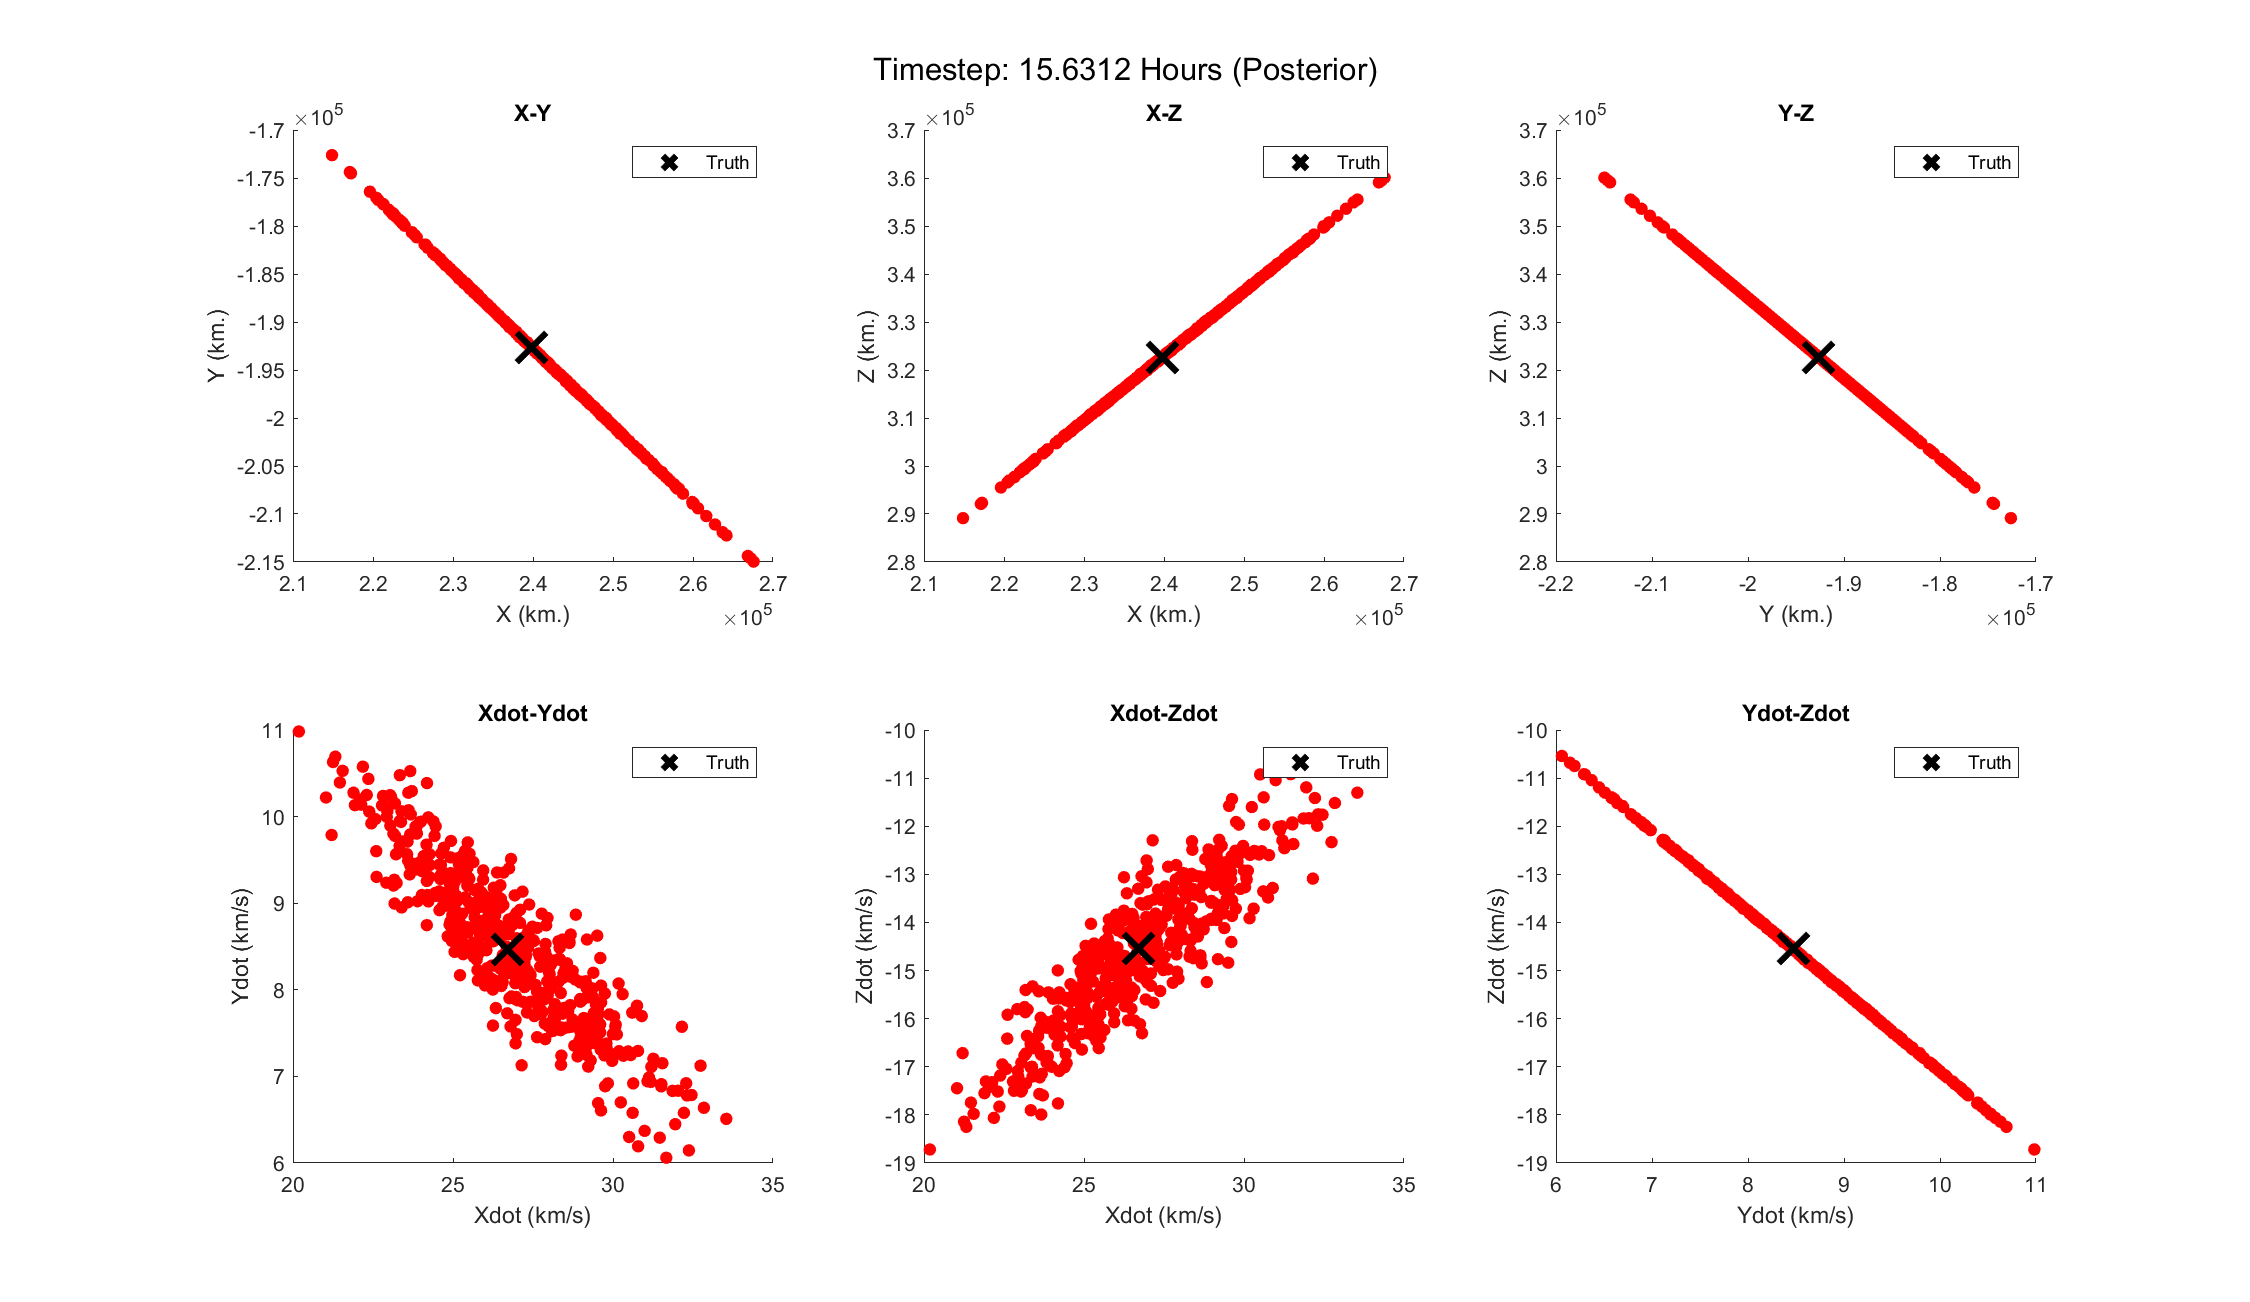 Timestep: 15.6312 Hours (Posterior)
X-Y
×10^5
-1.7
-1.75
-1.8
-1.85
-1.9
-1.95
-2
-2.05
-2.1
-2.15
Y (km.)
Truth
2.1 2.2 2.3 2.4 2.5 2.6 2.7
X (km.)
×10^5
X-Z
×10^5
3.7
3.6
3.5
3.4
3.3
3.2
3.1
3
2.9
2.8
Z (km.)
Truth
2.1 2.2 2.3 2.4 2.5 2.6 2.7
X (km.)
×10^5
Y-Z
×10^5
3.7
3.6
3.5
3.4
3.3
3.2
3.1
3
2.9
2.8
Z (km.)
Truth
-2.2 -2.1 -2 -1.9 -1.8 -1.7
Y (km.)
×10^5
Xdot-Ydot
11
10
9
8
7
6
Ydot (km/s)
Truth
20 25 30 35
Xdot (km/s)
Xdot-Zdot
-10
-11
-12
-13
-14
-15
-16
-17
-18
-19
Zdot (km/s)
Truth
20 25 30 35
Xdot (km/s)
Ydot-Zdot
-10
-11
-12
-13
-14
-15
-16
-17
-18
-19
Zdot (km/s)
Truth
6 7 8 9 10 11
Ydot (km/s)